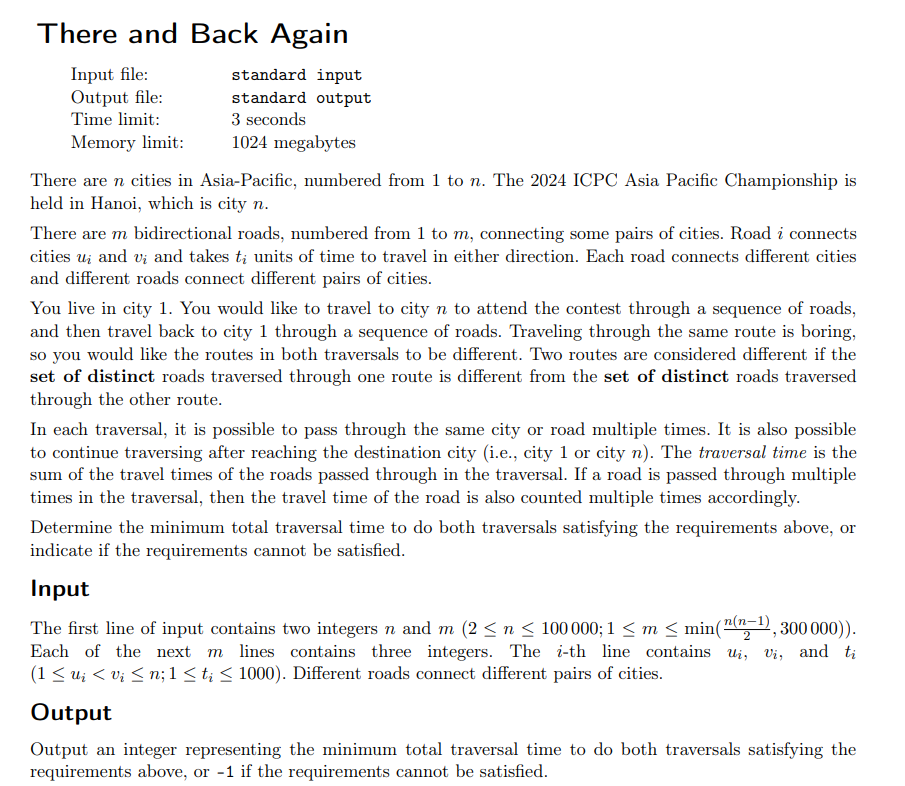 There and Back Again
Input file: standard input
Output file: standard output
Time limit: 3 seconds
Memory limit: 1024 megabytes
There are n cities in Asia-Pacific, numbered from 1 to n. The 2024 ICPC Asia Pacific Championship is
held in Hanoi, which is city n.
There are m bidirectional roads, numbered from 1 to m, connecting some pairs of cities. Road i connects
cities u_i and v_i and takes t_i units of time to travel in either direction. Each road connects different cities
and different roads connect different pairs of cities.
You live in city 1. You would like to travel to city n to attend the contest through a sequence of roads,
and then travel back to city 1 through a sequence of roads. Traveling through the same route is boring,
so you would like the routes in both traversals to be different. Two routes are considered different if the
set of distinct roads traversed through one route is different from the set of distinct roads traversed
through the other route.
In each traversal, it is possible to pass through the same city or road multiple times. It is also possible
to continue traversing after reaching the destination city (i.e., city 1 or city n). The traversal time is the
sum of the travel times of the roads passed through in the traversal. If a road is passed through multiple
times in the traversal, then the travel time of the road is also counted multiple times accordingly.
Determine the minimum total traversal time to do both traversals satisfying the requirements above, or
indicate if the requirements cannot be satisfied.
Input
The first line of input contains two integers n and m (2 ≤ n ≤ 100 000; 1 ≤ m ≤ min(n(n−1)/2, 300 000)).
Each of the next m lines contains three integers. The i-th line contains u_i, v_i, and t_i
(1 ≤ u_i < v_i ≤ n; 1 ≤ t_i ≤ 1000). Different roads connect different pairs of cities.
Output
Output an integer representing the minimum total traversal time to do both traversals satisfying the
requirements above, or -1 if the requirements cannot be satisfied.